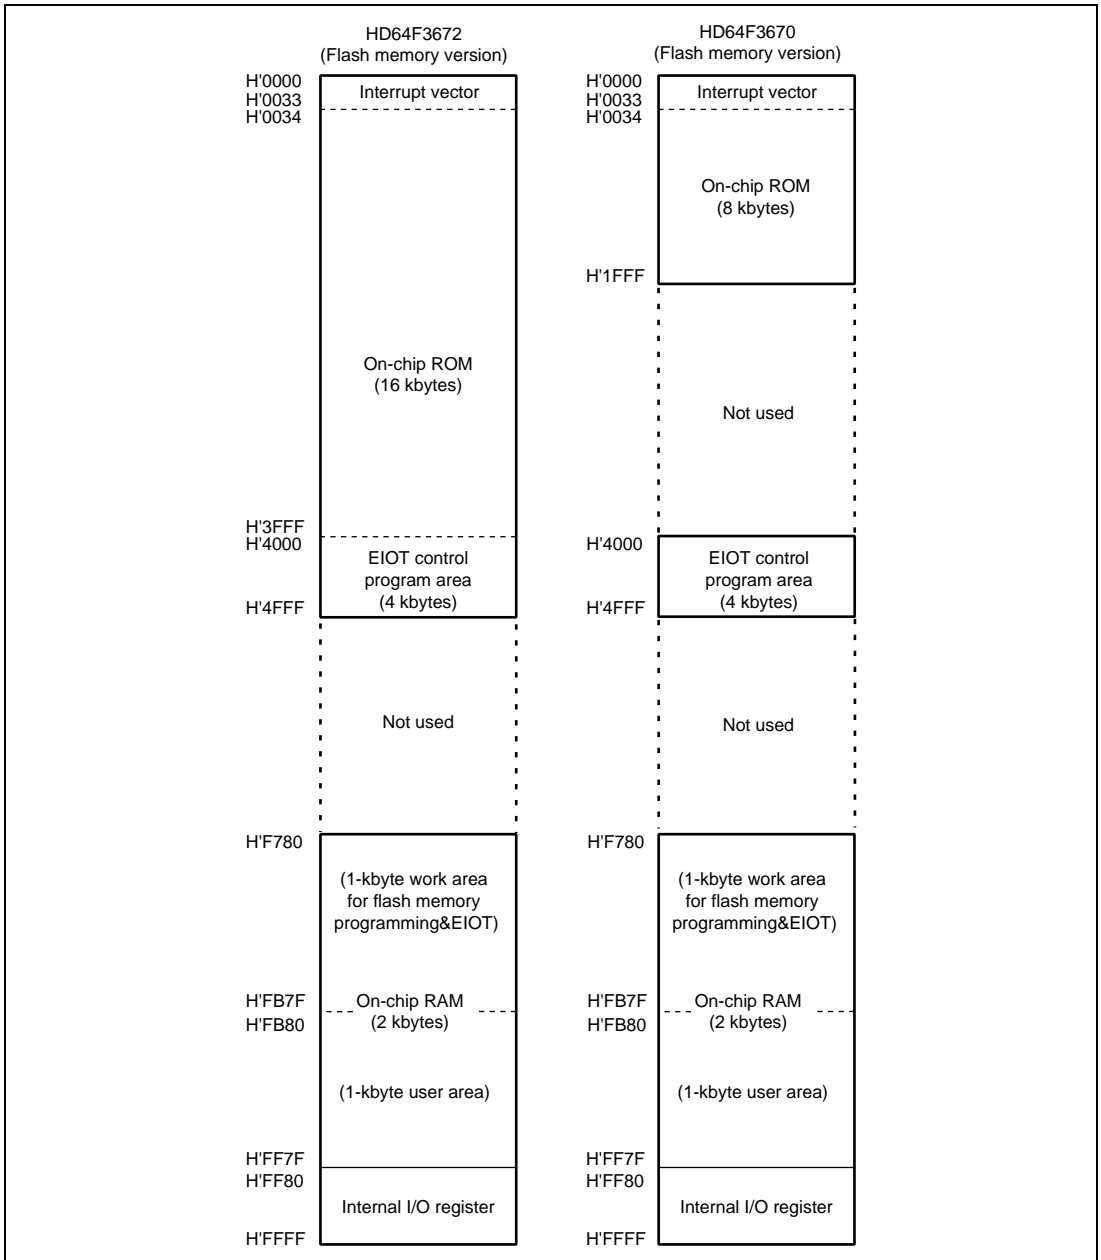 HD64F3672
(Flash memory version)
H'0000
Interrupt vector
H'0033
H'0034
On-chip ROM
(16 kbytes)
H'3FFF
H'4000
EIOT control
program area
(4 kbytes)
H'4FFF
Not used
H'F780
(1-kbyte work area
for flash memory
programming&EIOT)
H'FB7F
On-chip RAM
(2 kbytes)
H'FB80
(1-kbyte user area)
H'FF7F
H'FF80
Internal I/O register
H'FFFF
HD64F3670
(Flash memory version)
H'0000
Interrupt vector
H'0033
H'0034
On-chip ROM
(8 kbytes)
H'1FFF
Not used
H'4000
EIOT control
program area
(4 kbytes)
H'4FFF
Not used
H'F780
(1-kbyte work area
for flash memory
programming&EIOT)
H'FB7F
On-chip RAM
(2 kbytes)
H'FB80
(1-kbyte user area)
H'FF7F
H'FF80
Internal I/O register
H'FFFF